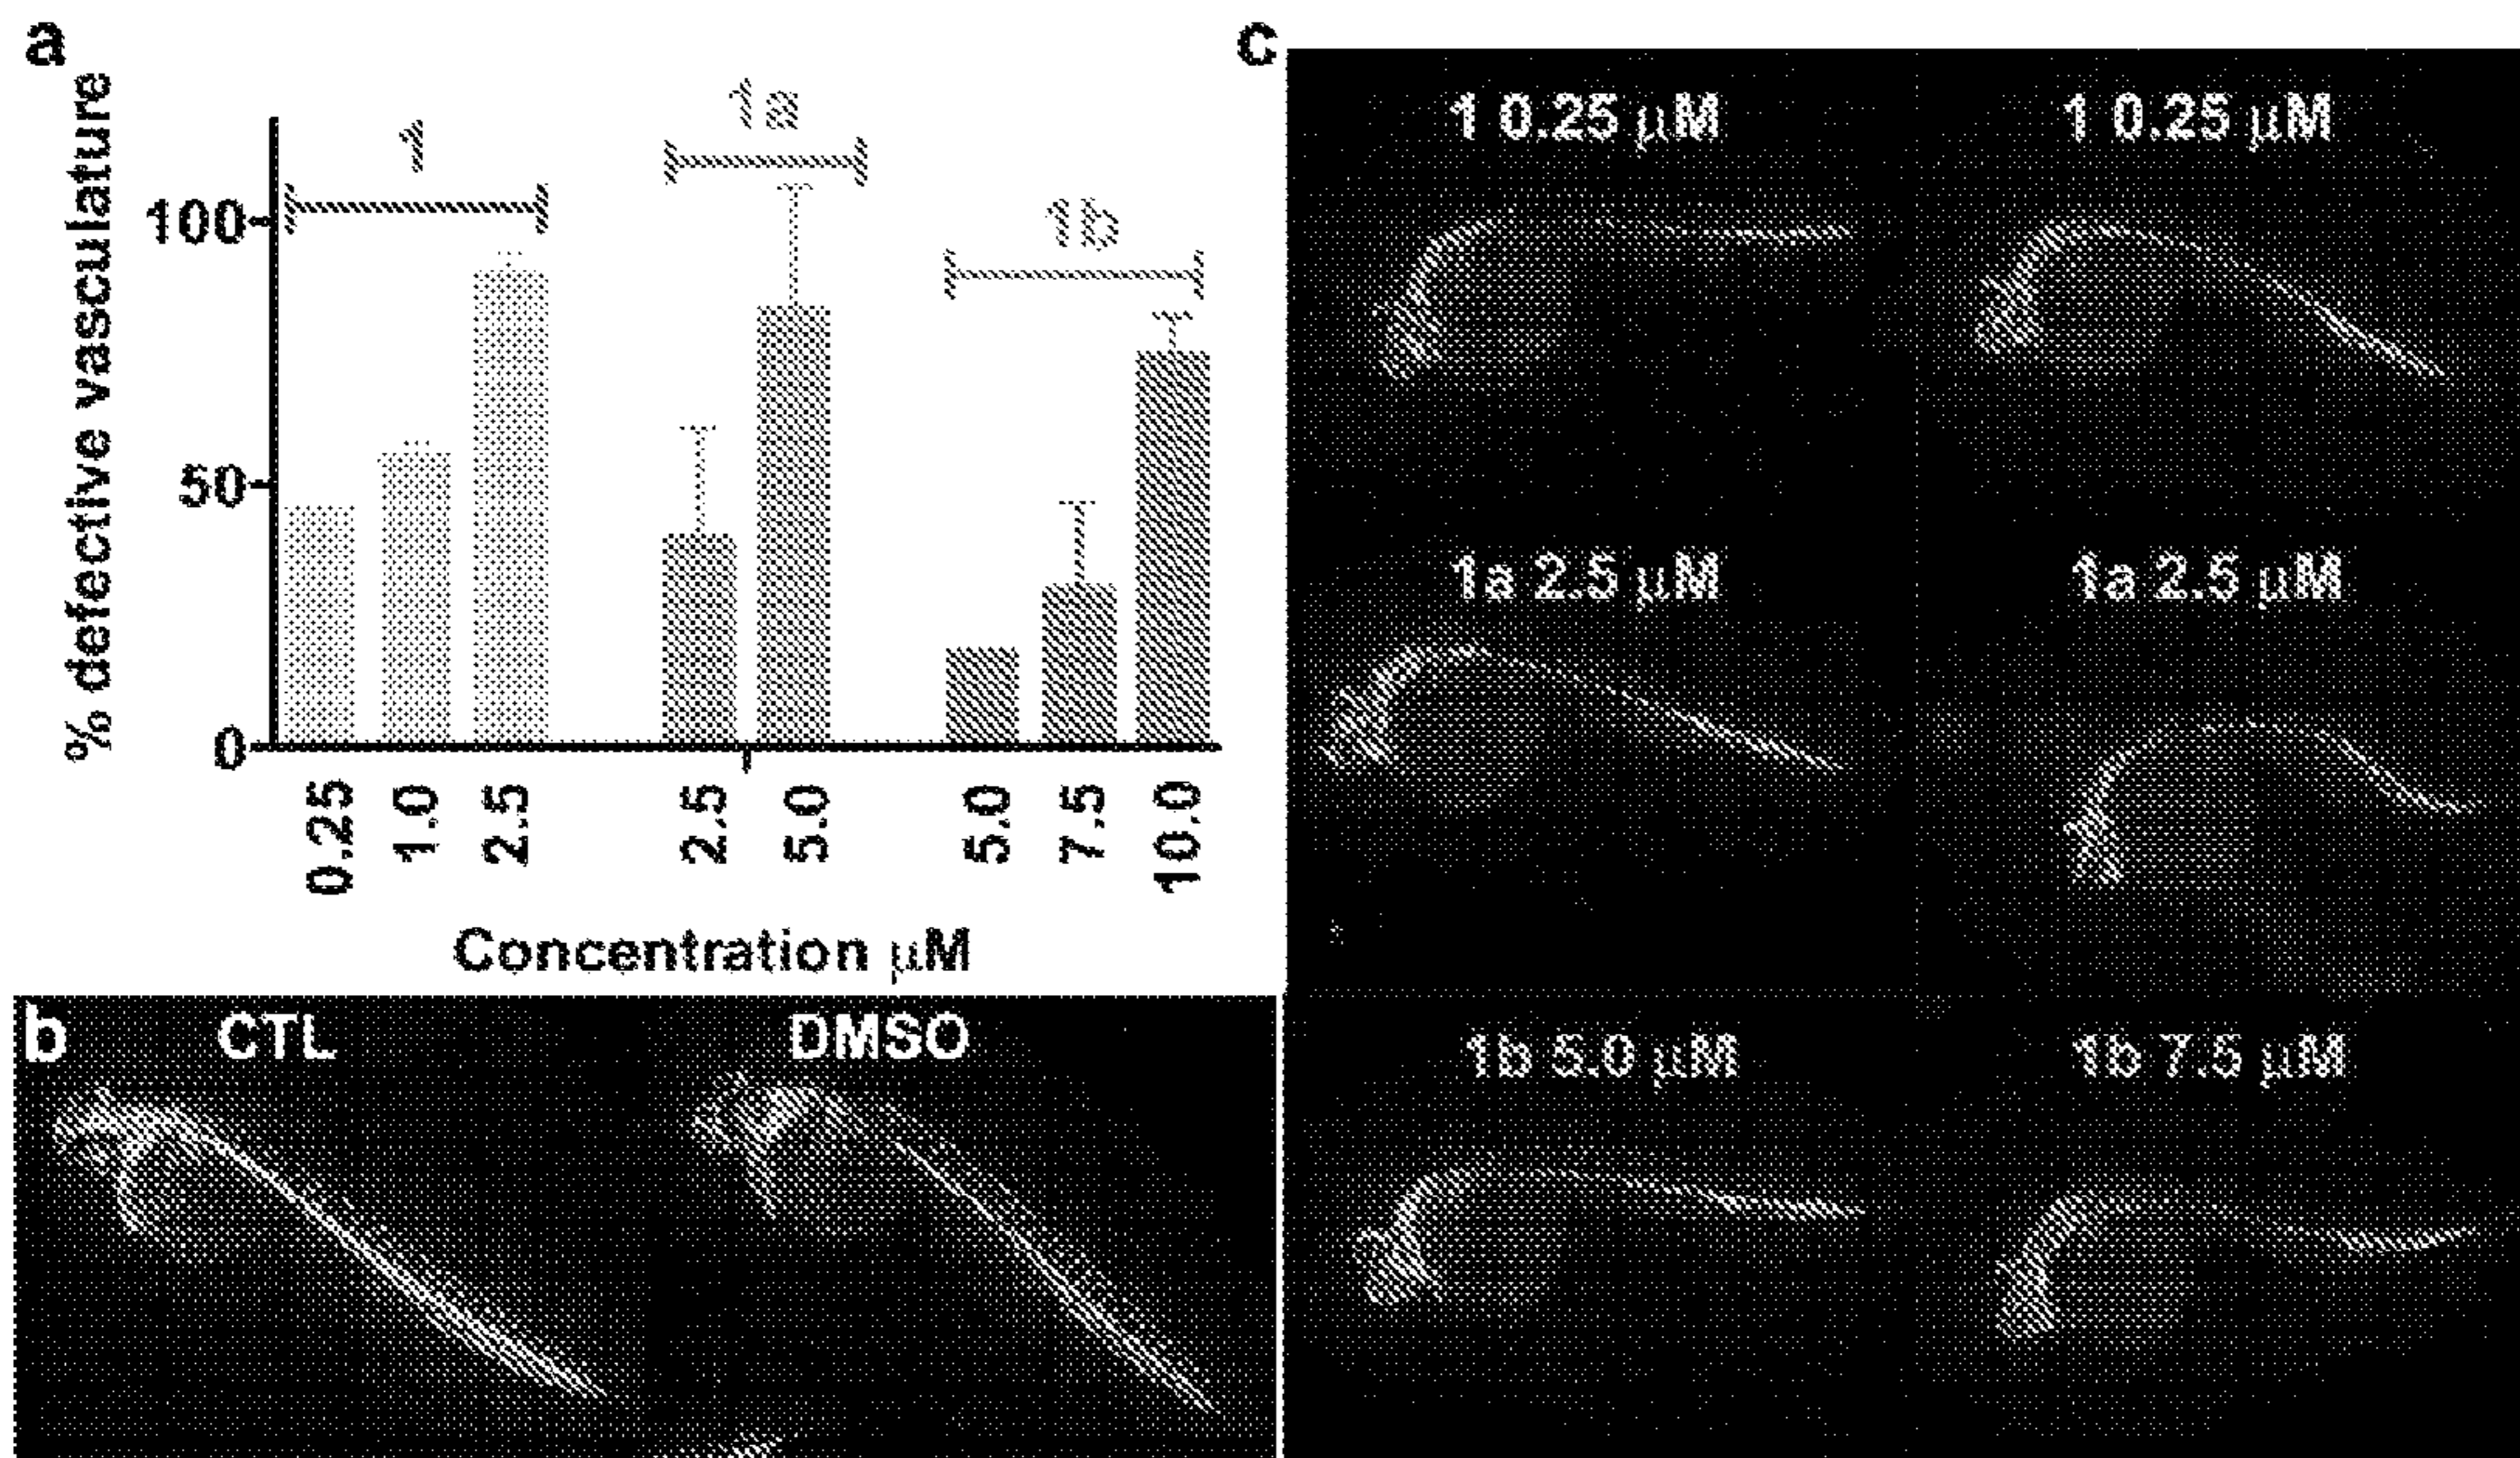 a
% defective vasculature
1
1a
1b
100
50
0
0.25 1.0 2.5 2.5 5.0 5.0 7.5 10.0
Concentration μM
b CTL DMSO
c
1 0.25 μM 1 0.25 μM
1a 2.5 μM 1a 2.5 μM
1b 5.0 μM 1b 7.5 μM